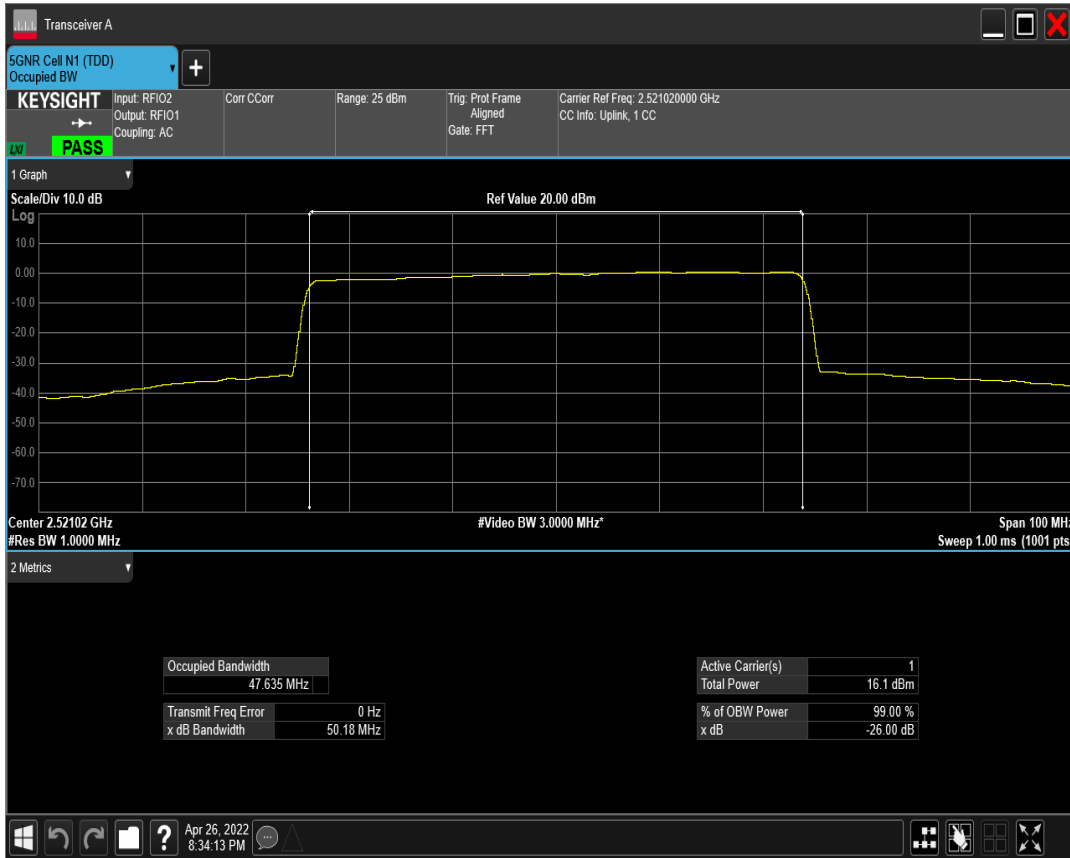 Transceiver A
5GNR Cell N1 (TDD)
Occupied BW
+
KEYSIGHT
LXI
PASS
Input: RFIO2
Output: RFIO1
Coupling: AC
Corr CCorr
Range: 25 dBm
Trig: Prot Frame
Aligned
Gate: FFT
Carrier Ref Freq: 2.521020000 GHz
CC Info: Uplink, 1 CC
1 Graph
Scale/Div 10.0 dB
Ref Value 20.00 dBm
Log
10.0
0.00
-10.0
-20.0
-30.0
-40.0
-50.0
-60.0
-70.0
Center 2.52102 GHz
#Video BW 3.0000 MHz*
Span 100 MHz
#Res BW 1.0000 MHz
Sweep 1.00 ms (1001 pts
2 Metrics
Occupied Bandwidth
47.635 MHz
Transmit Freq Error 0 Hz
x dB Bandwidth 50.18 MHz
Active Carrier(s) 1
Total Power 16.1 dBm
% of OBW Power 99.00 %
x dB -26.00 dB
?
Apr 26, 2022
8:34:13 PM